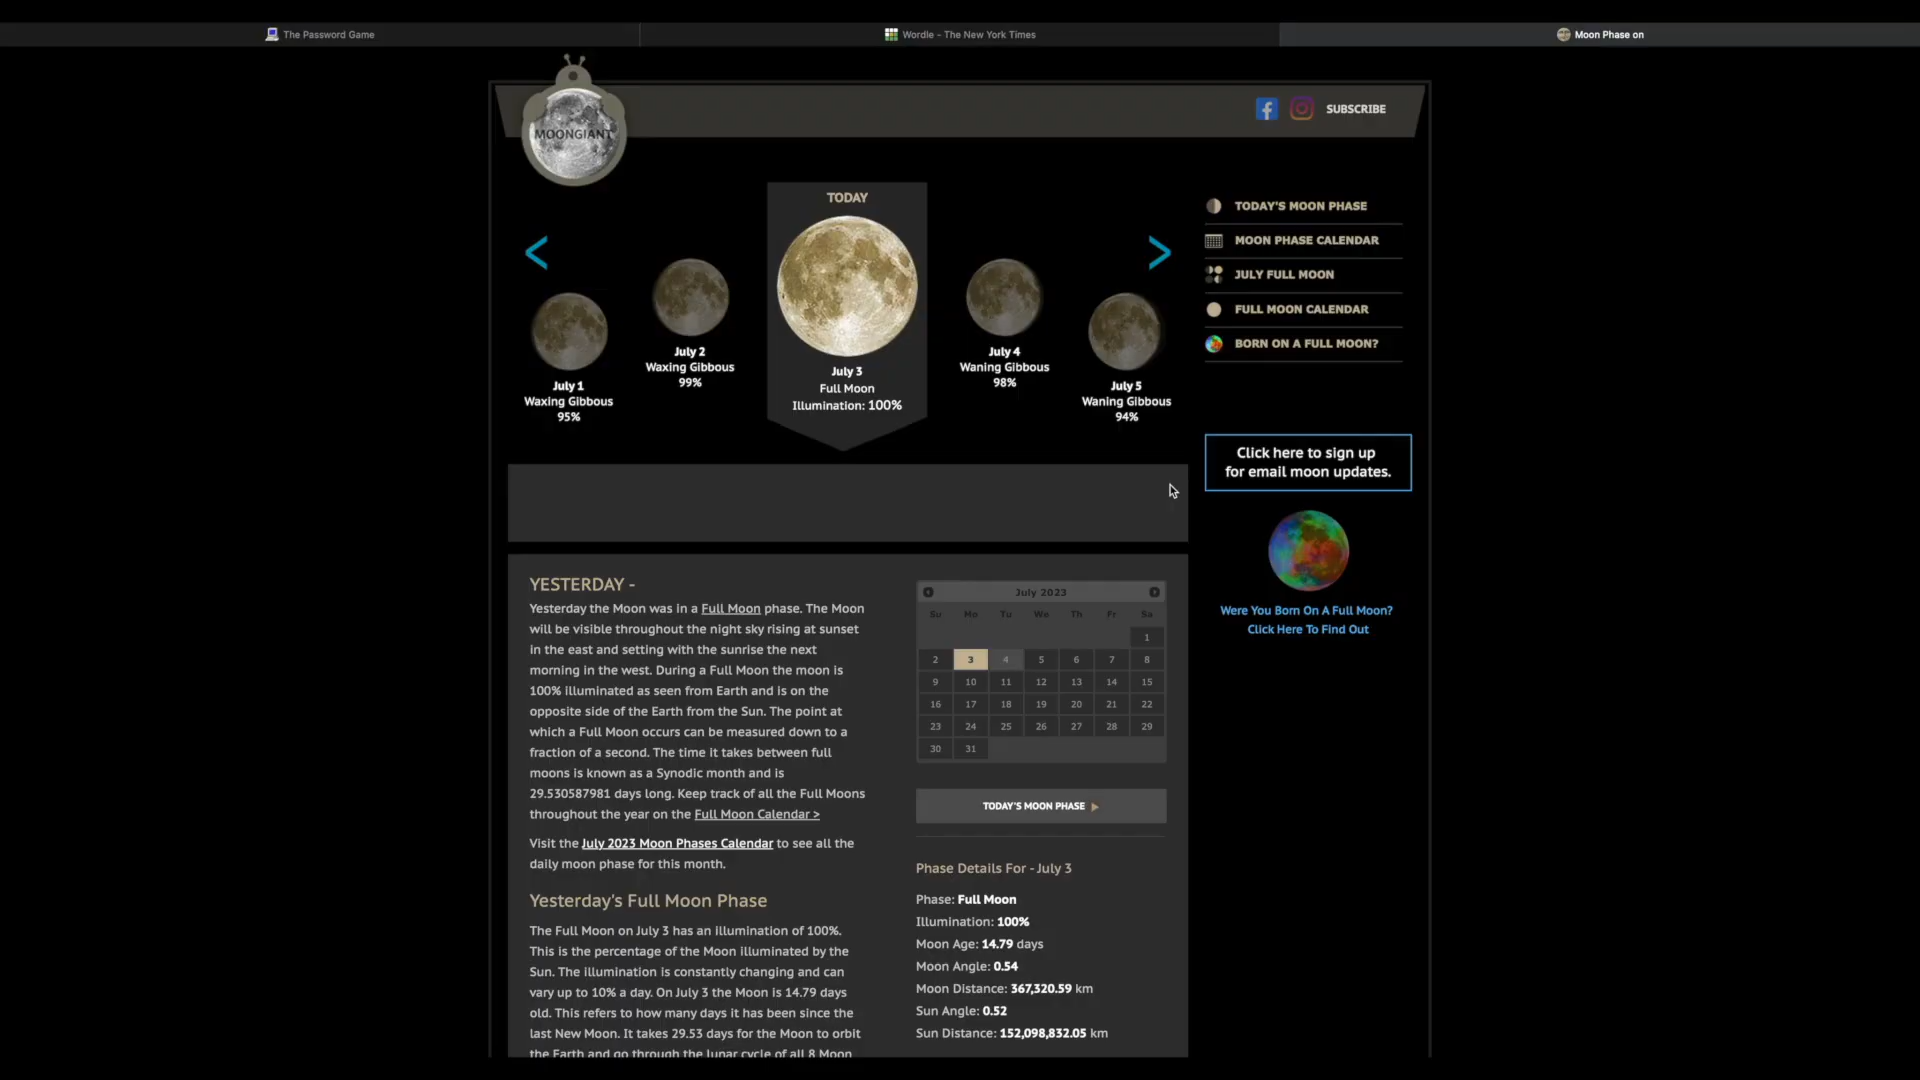 The Password Game
Wordle - The New York Times
Moon Phase on
MOONGIANT
SUBSCRIBE
TODAY
July 1
Waxing Gibbous
95%
July 2
Waxing Gibbous
99%
July 3
Full Moon
Illumination: 100%
July 4
Waning Gibbous
98%
July 5
Waning Gibbous
94%
TODAY'S MOON PHASE
MOON PHASE CALENDAR
JULY FULL MOON
FULL MOON CALENDAR
BORN ON A FULL MOON?
Click here to sign up
for email moon updates.
Were You Born On A Full Moon?
Click Here To Find Out
YESTERDAY -
Yesterday the Moon was in a Full Moon phase. The Moon
will be visible throughout the night sky rising at sunset
in the east and setting with the sunrise the next
morning in the west. During a Full Moon the moon is
100% illuminated as seen from Earth and is on the
opposite side of the Earth from the Sun. The point at
which a Full Moon occurs can be measured down to a
fraction of a second. The time it takes between full
moons is known as a Synodic month and is
29.530587981 days long. Keep track of all the Full Moons
throughout the year on the Full Moon Calendar >
Visit the July 2023 Moon Phases Calendar to see all the
daily moon phase for this month.
Yesterday's Full Moon Phase
The Full Moon on July 3 has an illumination of 100%.
This is the percentage of the Moon illuminated by the
Sun. The illumination is constantly changing and can
vary up to 10% a day. On July 3 the Moon is 14.79 days
old. This refers to how many days it has been since the
last New Moon. It takes 29.53 days for the Moon to orbit
the Earth and go through the lunar cycle of all 8 Moon
July 2023
Su Mo Tu We Th Fr Sa
1
2 3 4 5 6 7 8
9 10 11 12 13 14 15
16 17 18 19 20 21 22
23 24 25 26 27 28 29
30 31
TODAY'S MOON PHASE
Phase Details For - July 3
Phase: Full Moon
Illumination: 100%
Moon Age: 14.79 days
Moon Angle: 0.54
Moon Distance: 367,320.59 km
Sun Angle: 0.52
Sun Distance: 152,098,832.05 km